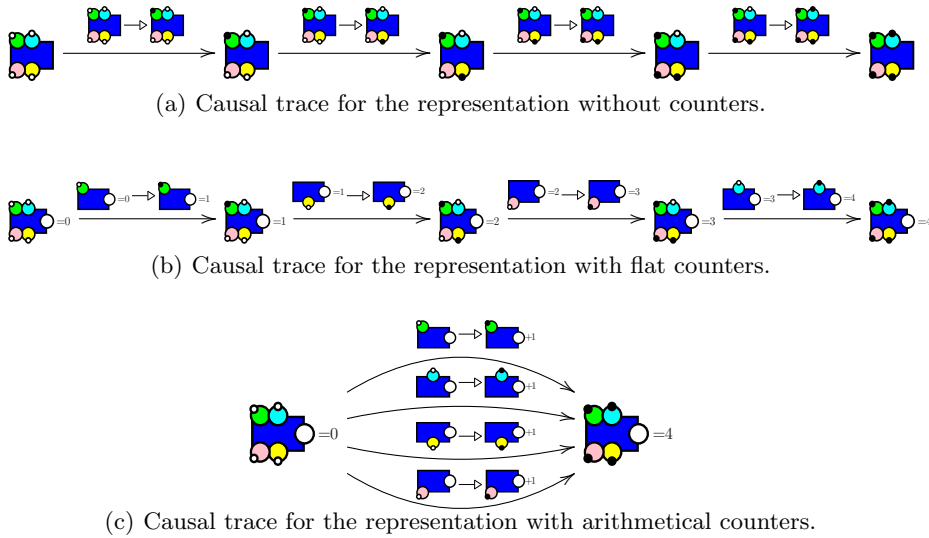 (a) Causal trace for the representation without counters.
=0 =1 =1 =2 =2 =3 =3 =4
=0 =1 =2 =3 =4
(b) Causal trace for the representation with flat counters.
+1
+1
=0 =4
+1
+1
(c) Causal trace for the representation with arithmetical counters.